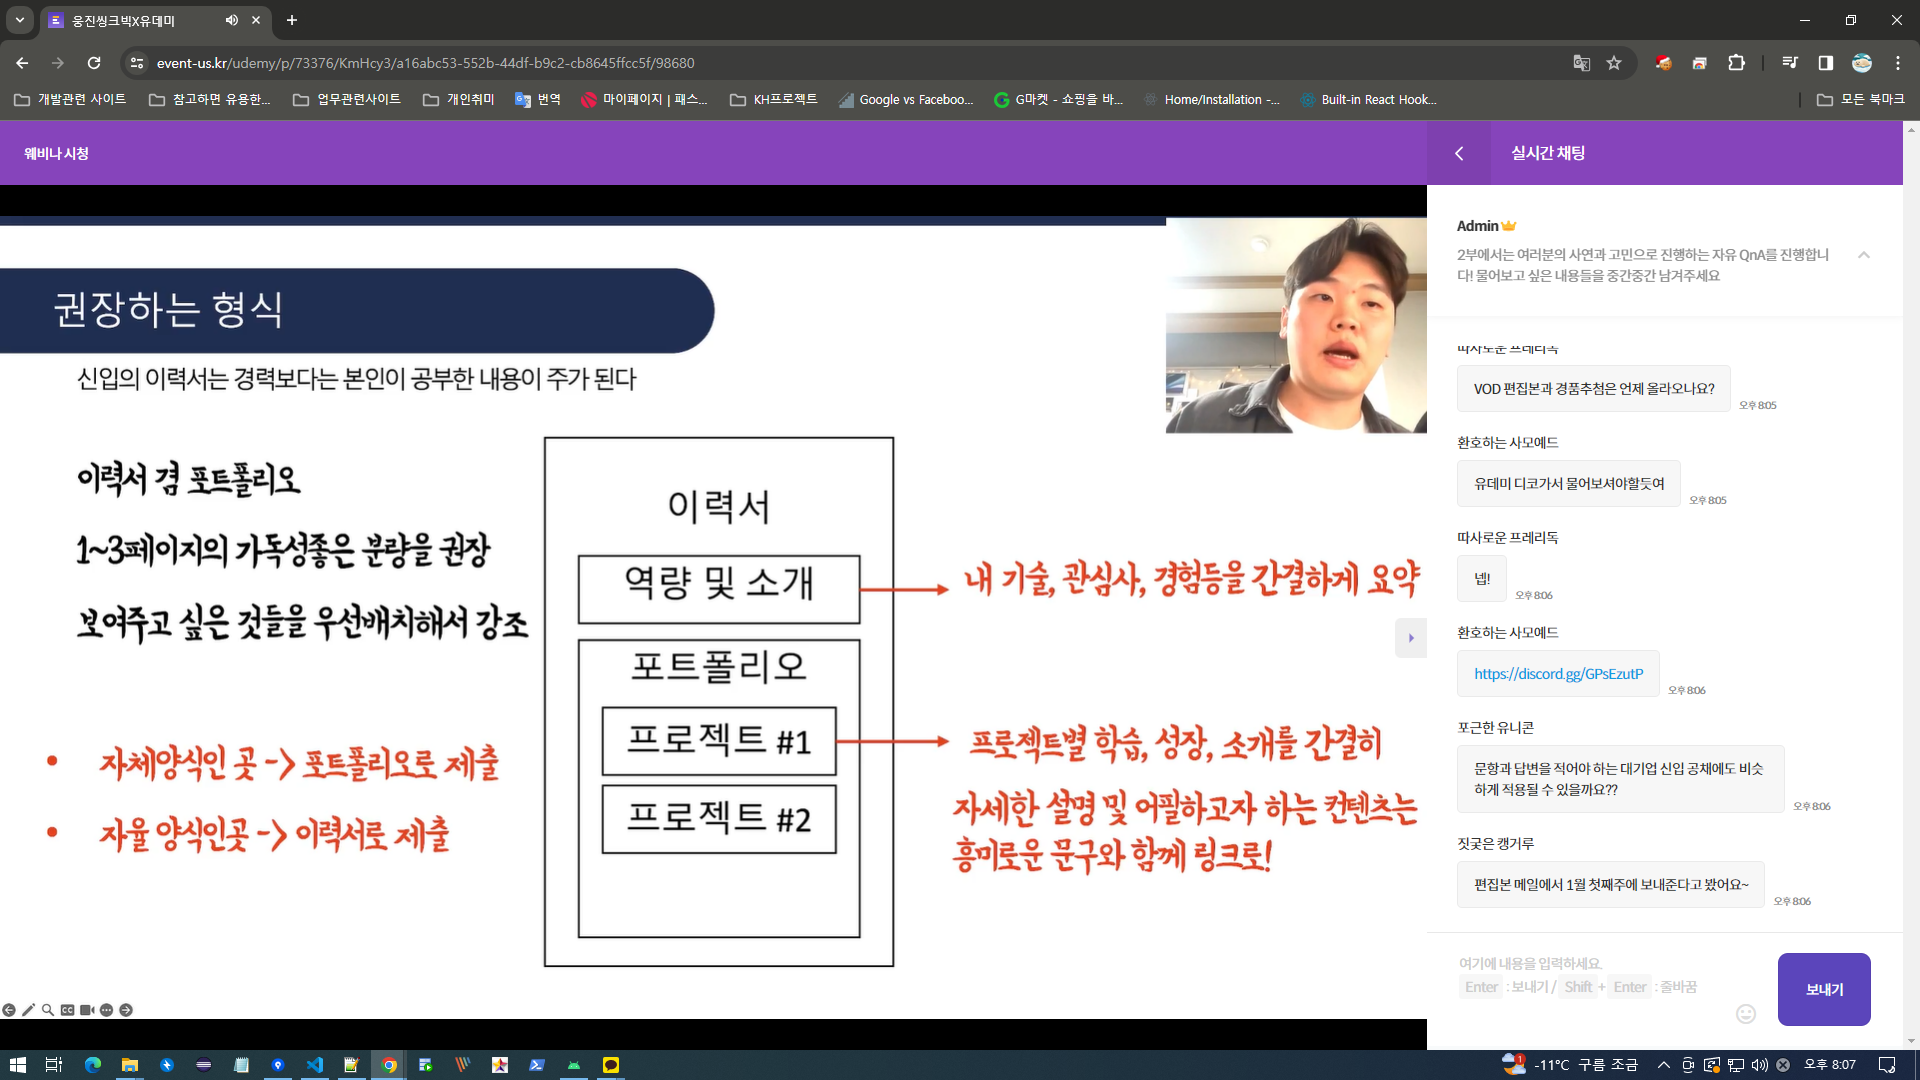 웅진씽크빅X유데미
event-us.kr/udemy/p/73376/KmHcy3/a16abc53-552b-44df-b9c2-cb8645ffcc5f/98680
개발관련 사이트
참고하면 유용한...
업무관련사이트
개인취미
번역
마이페이지 | 패스...
KH프로젝트
Google vs Faceboo...
G마켓 - 쇼핑을 바...
Home/Installation -...
Built-in React Hook...
모든 북마크
웨비나 시청
권장하는 형식
신입의 이력서는 경력보다는 본인이 공부한 내용이 주가 된다
이력서 겸 포트폴리오
1~3페이지의 가독성좋은 분량을 권장
보여주고 싶은 것들을 우선배치해서 강조
• 자체양식인 곳 -> 포트폴리오로 제출
• 자율 양식인곳 -> 이력서로 제출
이력서
역량 및 소개
포트폴리오
프로젝트 #1
프로젝트 #2
내 기술, 관심사, 경험등을 간결하게 요약
프로젝트별 학습, 성장, 소개를 간결히
자세한 설명 및 어필하고자 하는 컨텐츠는
흥미로운 문구와 함께 링크로!
실시간 채팅
Admin
2부에서는 여러분의 사연과 고민으로 진행하는 자유 QnA를 진행합니
다! 물어보고 싶은 내용들을 중간중간 남겨주세요
따사로운 프레리독
VOD 편집본과 경품추첨은 언제 올라오나요?
오후 8:05
환호하는 사모예드
유데미 디코가서 물어보셔야할듯여
오후 8:05
따사로운 프레리독
넵!
오후 8:06
환호하는 사모예드
https://discord.gg/GPsEzutP
오후 8:06
포근한 유니콘
문항과 답변을 적어야 하는 대기업 신입 공채에도 비슷
하게 적용될 수 있을까요??
오후 8:06
짓궂은 캥거루
편집본 메일에서 1월 첫째주에 보내준다고 봤어요~
오후 8:06
여기에 내용을 입력하세요.
Enter : 보내기 / Shift + Enter : 줄바꿈
보내기
-11°C 구름 조금
오후 8:07